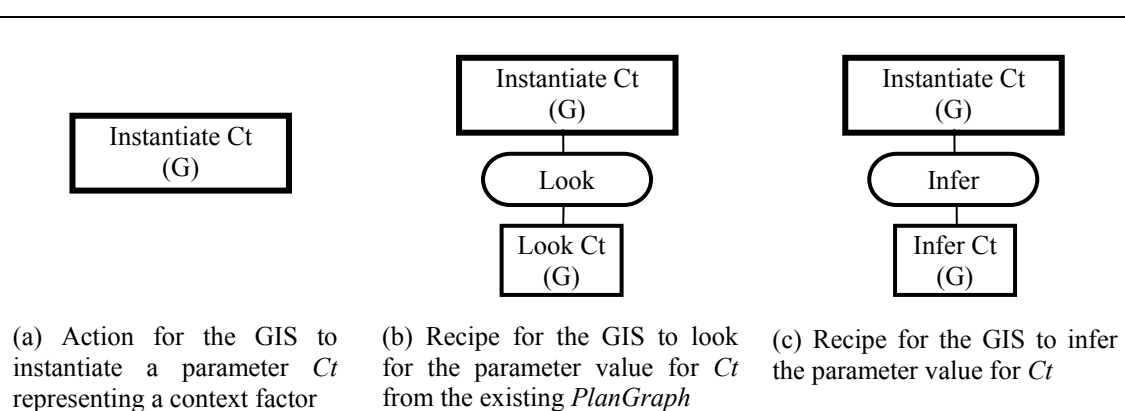 Instantiate Ct
(G)
Instantiate Ct
(G)
Look
Look Ct
(G)
Instantiate Ct
(G)
Infer
Infer Ct
(G)
(a) Action for the GIS to
instantiate a parameter Ct
representing a context factor
(b) Recipe for the GIS to look
for the parameter value for Ct
from the existing PlanGraph
(c) Recipe for the GIS to infer
the parameter value for Ct